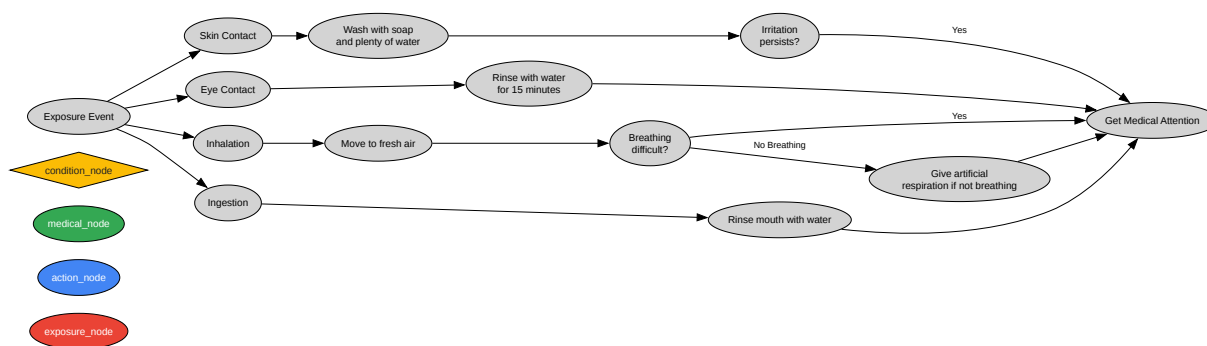 Exposure Event
Skin Contact
Wash with soap
and plenty of water
Irritation
persists?
Yes
Eye Contact
Rinse with water
for 15 minutes
Get Medical Attention
Inhalation
Move to fresh air
Breathing
difficult?
Yes
No Breathing
Give artificial
respiration if not breathing
Ingestion
Rinse mouth with water
condition_node
medical_node
action_node
exposure_node